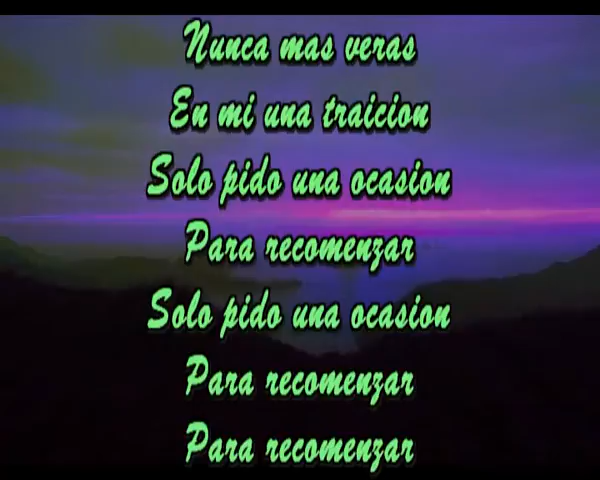 Nunca mas veras
En mi una traicion
Solo pido una ocasion
Para recomenzar
Solo pido una ocasion
Para recomenzar
Para recomenzar